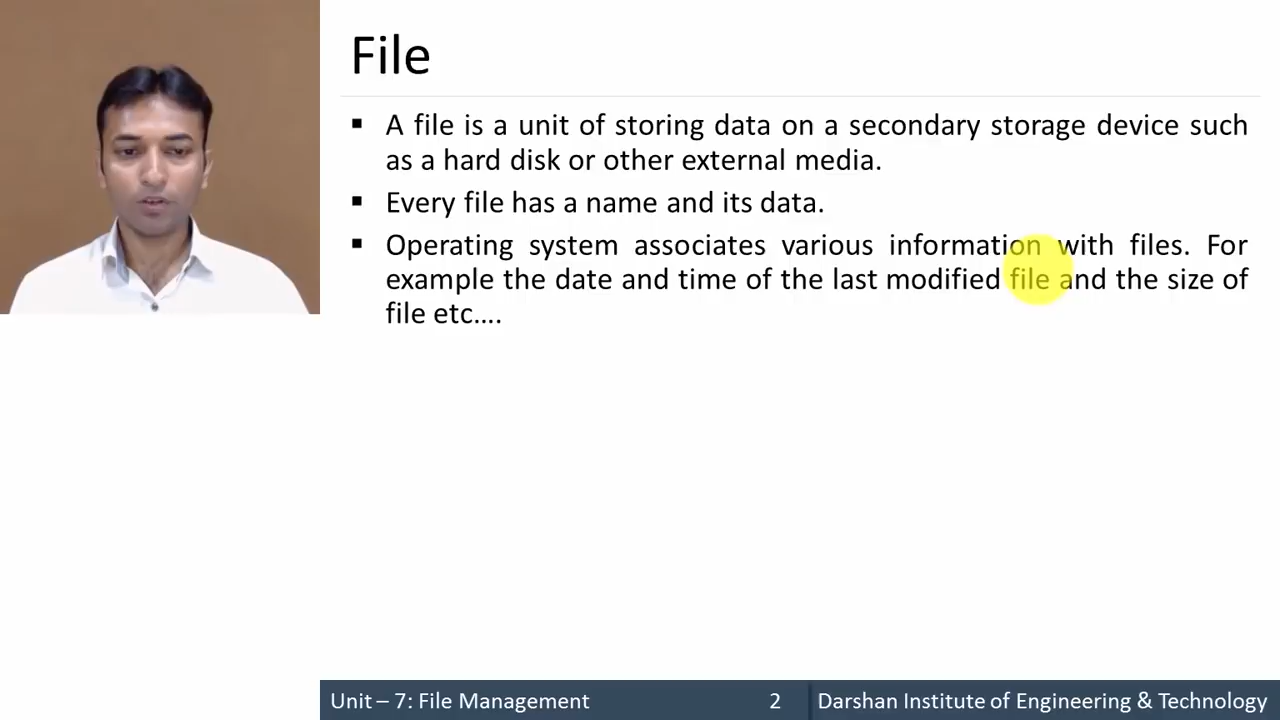 File
▪ A file is a unit of storing data on a secondary storage device such
as a hard disk or other external media.
▪ Every file has a name and its data.
▪ Operating system associates various information with files. For
example the date and time of the last modified file and the size of
file etc....
Unit – 7: File Management 2 Darshan Institute of Engineering & Technology